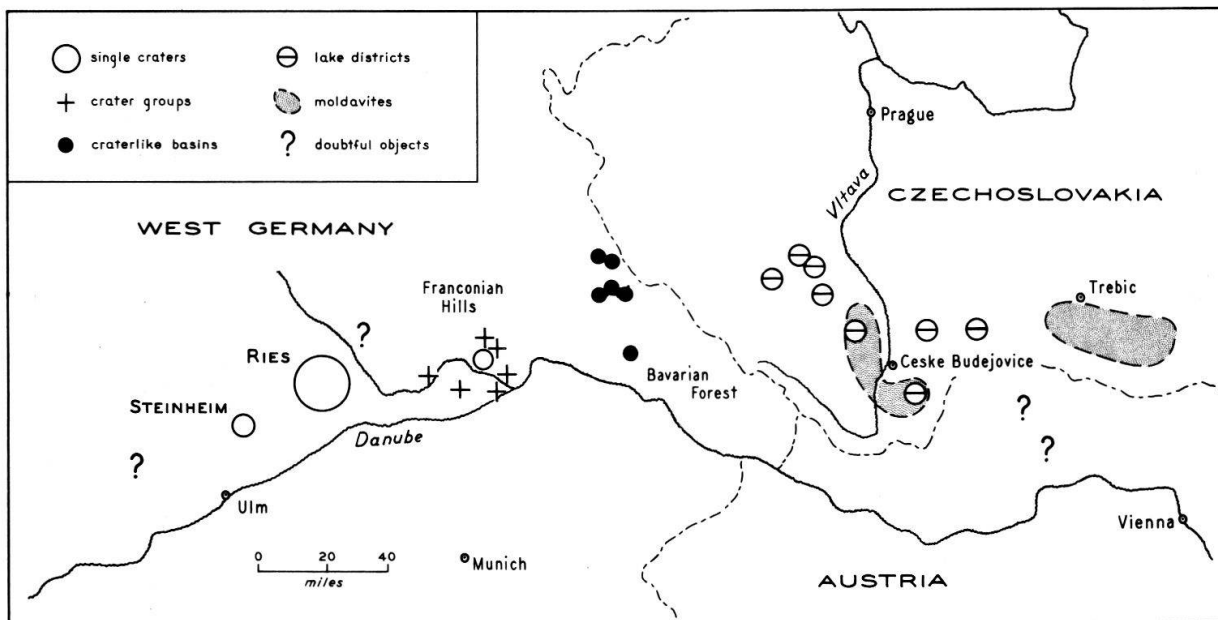 single craters
lake districts
crater groups
moldavites
craterlike basins
? doubtful objects
Prague
Vltava
CZECHOSLOVAKIA
WEST GERMANY
Franconian
Hills
Trebic
?
RIES
Ceske Budejovice
Bavarian
Forest
STEINHEIM
?
Danube
?
?
Ulm
Vienna
0 20 40
miles
Munich
AUSTRIA